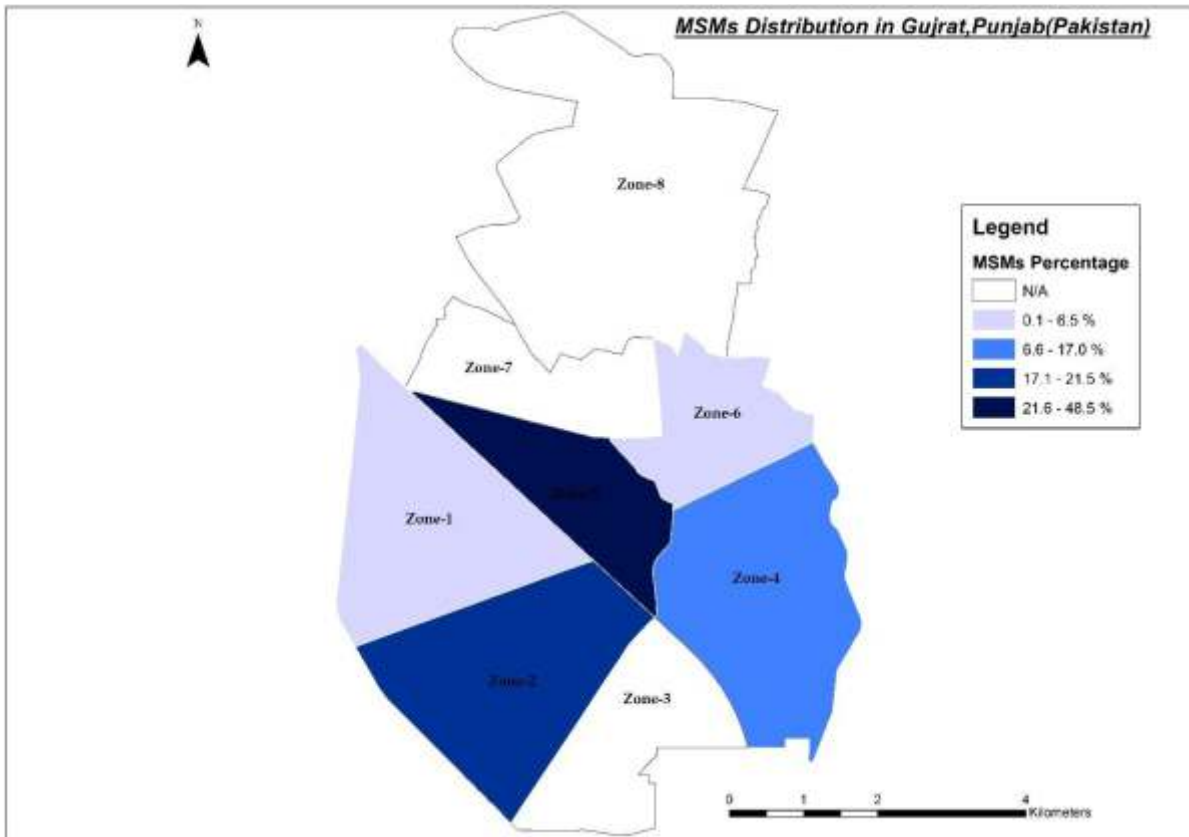 MSMs Distribution in Gujrat,Punjab(Pakistan)
N
Zone-8
Legend
MSMs Percentage
N/A
0.1 - 6.5 %
6.6 - 17.0 %
17.1 - 21.5 %
21.6 - 48.5 %
Zone-7
Zone-6
Zone-5
Zone-1
Zone-4
Zone-2
Zone-3
0 1 2 4
Kilometers